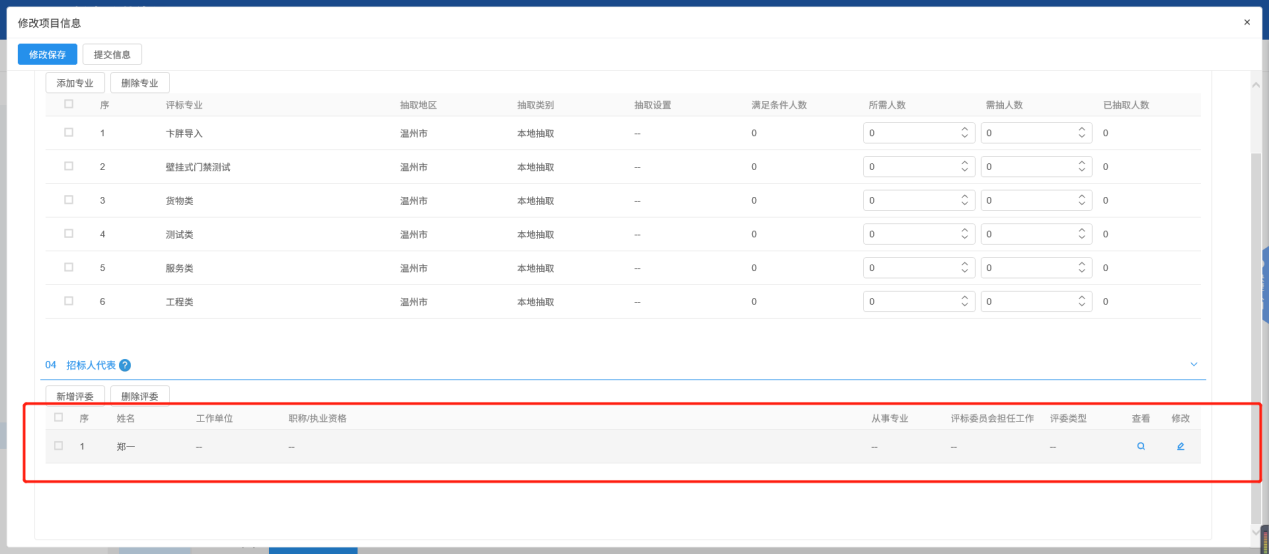 修改项目信息 ×
修改保存 提交信息
添加专业 删除专业
序 评标专业 抽取地区 抽取类别 抽取设置 满足条件人数 所需人数 需抽人数 已抽取人数
1 卞胖导入 温州市 本地抽取 -- 0 0 0 0
2 壁挂式门禁测试 温州市 本地抽取 -- 0 0 0 0
3 货物类 温州市 本地抽取 -- 0 0 0 0
4 测试类 温州市 本地抽取 -- 0 0 0 0
5 服务类 温州市 本地抽取 -- 0 0 0 0
6 工程类 温州市 本地抽取 -- 0 0 0 0
04 招标人代表 ?
新增评委 删除评委
序 姓名 工作单位 职称/执业资格 从事专业 评标委员会担任工作 评委类型 查看 修改
1 郑一 -- -- -- -- --